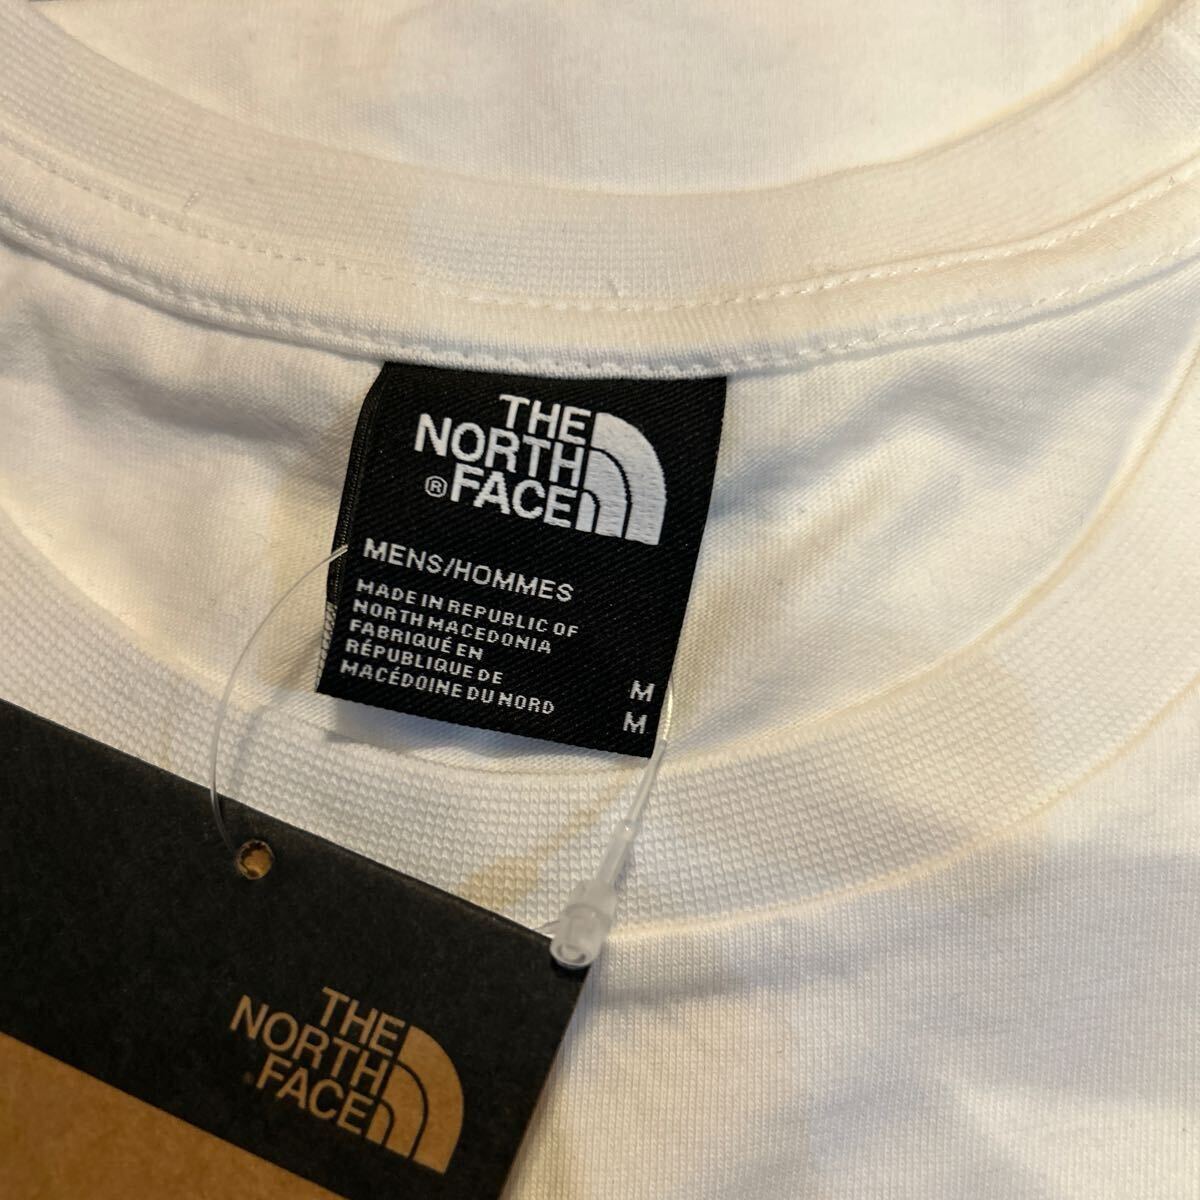 THE
NORTH
® FACE
MENS/HOMMES
MADE IN REPUBLIC OF
NORTH MACEDONIA
FABRIQUÉ EN
RÉPUBLIQUE DE
MACÉDOINE DU NORD
M
M
THE
NORTH
FACE